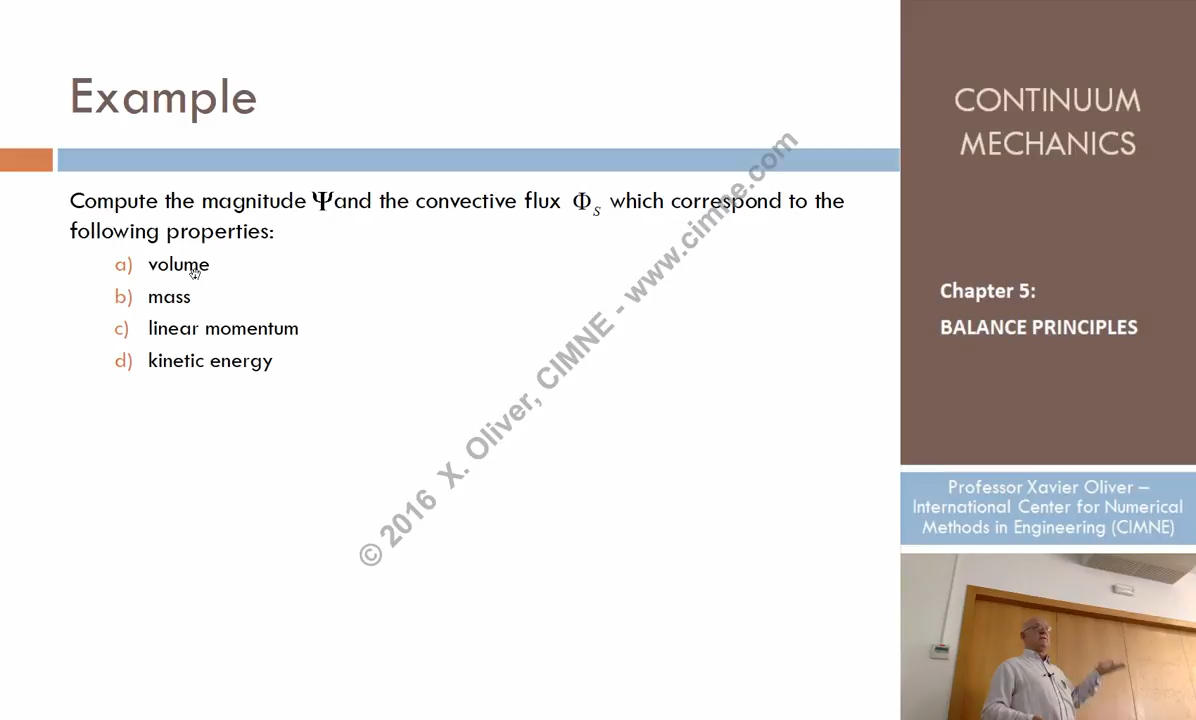 Example
Compute the magnitude Ψ and the convective flux Φ_S which correspond to the
following properties:
a) volume
b) mass
c) linear momentum
d) kinetic energy
© 2016 X. Oliver, CIMNE - www.cimne.com
CONTINUUM
MECHANICS
Chapter 5:
BALANCE PRINCIPLES
Professor Xavier Oliver –
International Center for Numerical
Methods in Engineering (CIMNE)